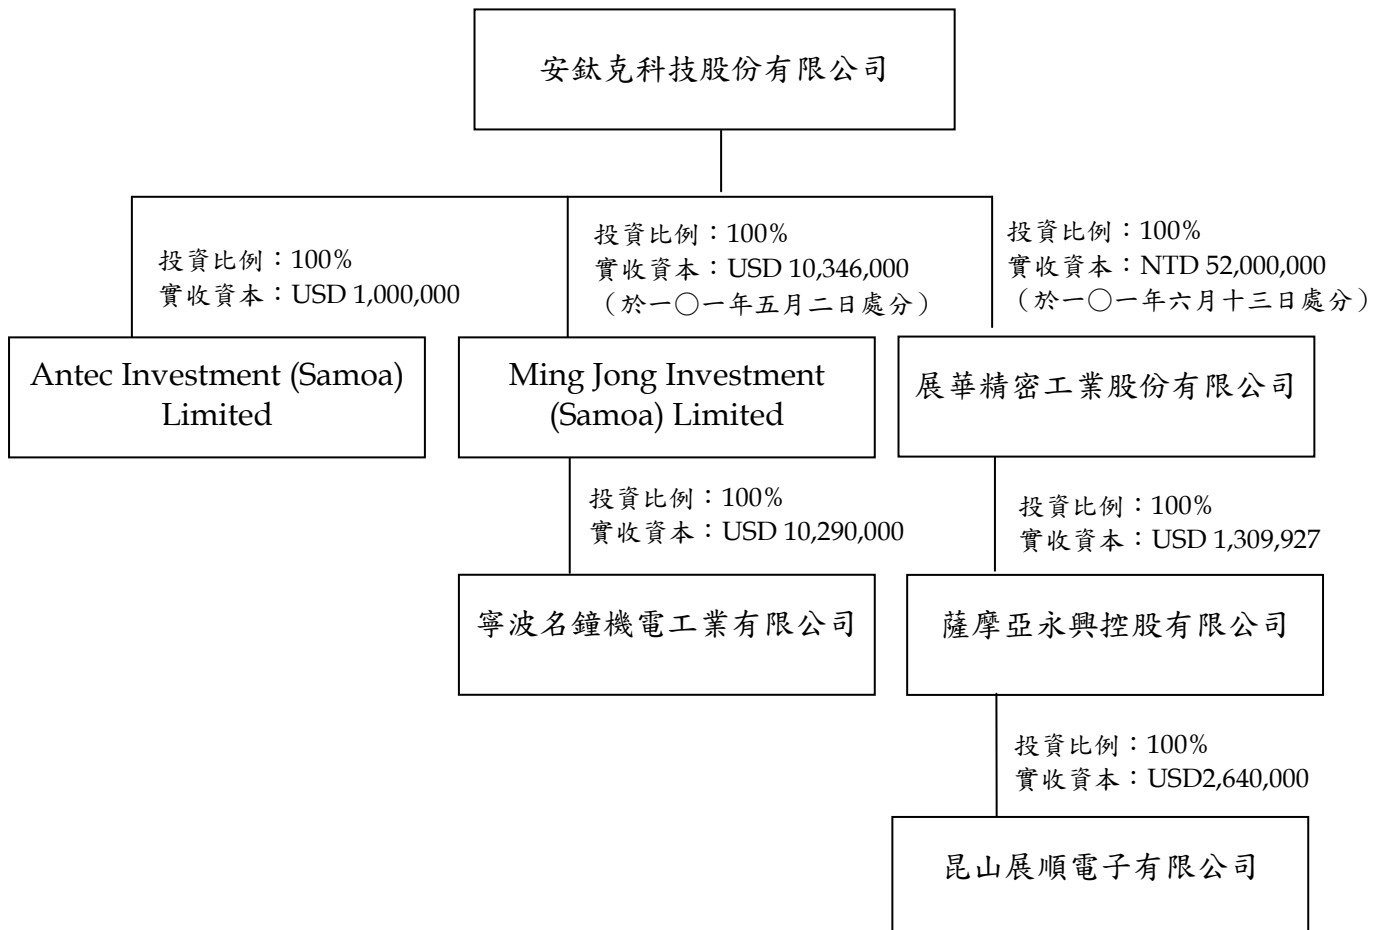 安鈦克科技股份有限公司
投資比例：100%
實收資本：USD 1,000,000
投資比例：100%
實收資本：USD 10,346,000
（於一〇一年五月二日處分）
投資比例：100%
實收資本：NTD 52,000,000
（於一〇一年六月十三日處分）
Antec Investment (Samoa)
Limited
Ming Jong Investment
(Samoa) Limited
展華精密工業股份有限公司
投資比例：100%
實收資本：USD 10,290,000
投資比例：100%
實收資本：USD 1,309,927
寧波名鐘機電工業有限公司
薩摩亞永興控股有限公司
投資比例：100%
實收資本：USD2,640,000
昆山展順電子有限公司